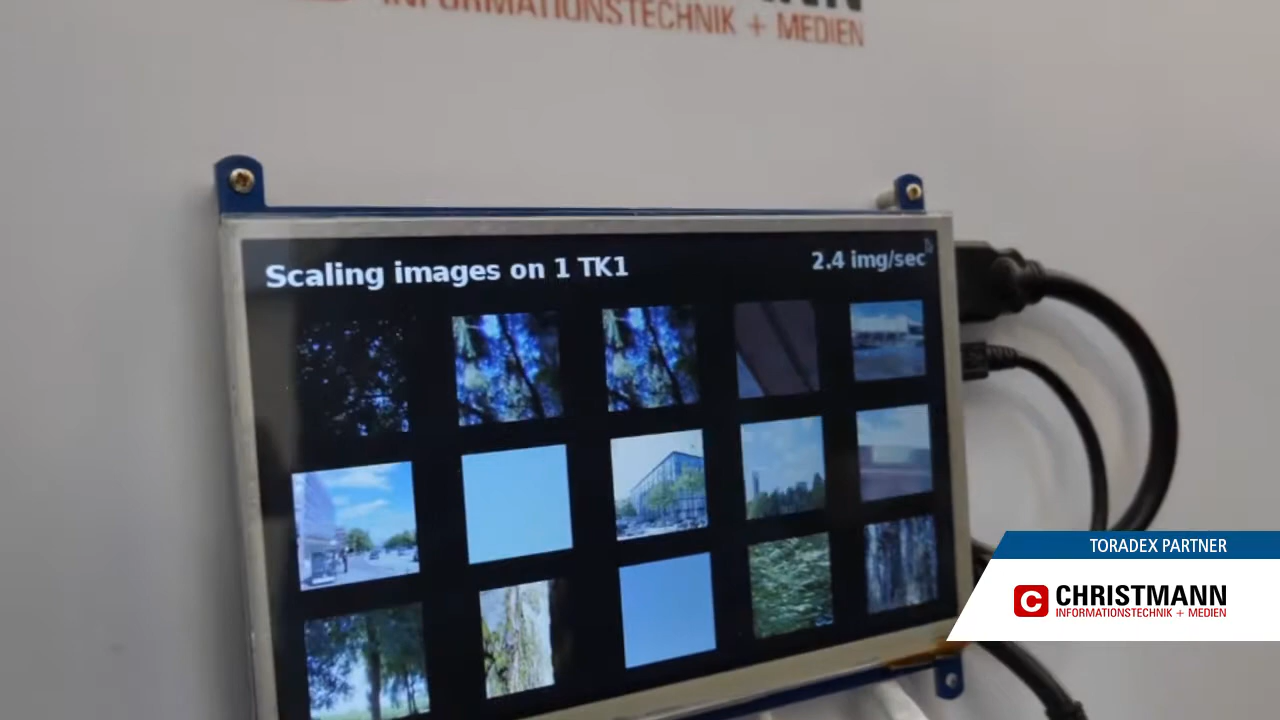 INFORMATIONSTECHNIK + MEDIEN
Scaling images on 1 TK1
2.4 img/sec
TORADEX PARTNER
C CHRISTMANN
INFORMATIONSTECHNIK + MEDIEN